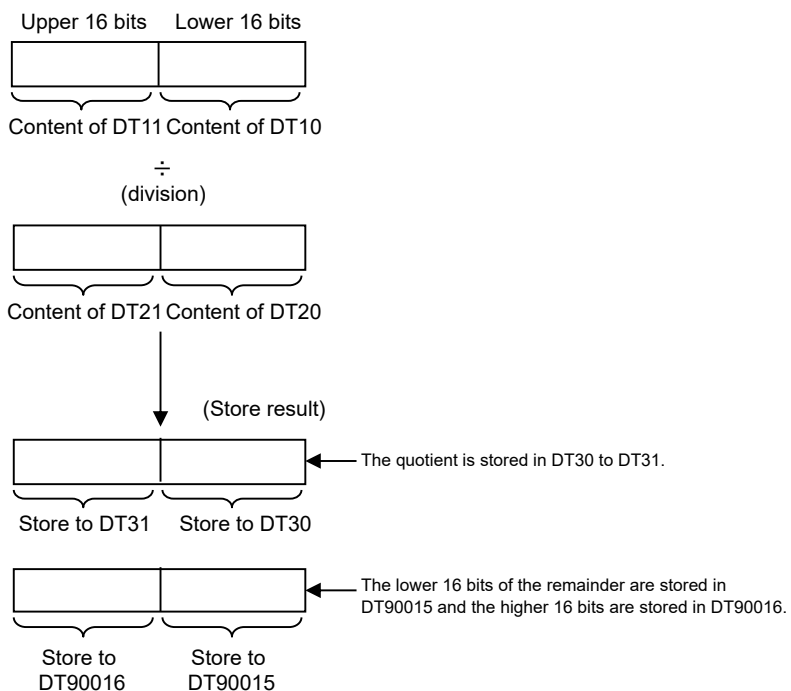 Upper 16 bits Lower 16 bits
Content of DT11 Content of DT10
÷
(division)
Content of DT21 Content of DT20
(Store result)
The quotient is stored in DT30 to DT31.
Store to DT31 Store to DT30
The lower 16 bits of the remainder are stored in
DT90015 and the higher 16 bits are stored in DT90016.
Store to Store to
DT90016 DT90015